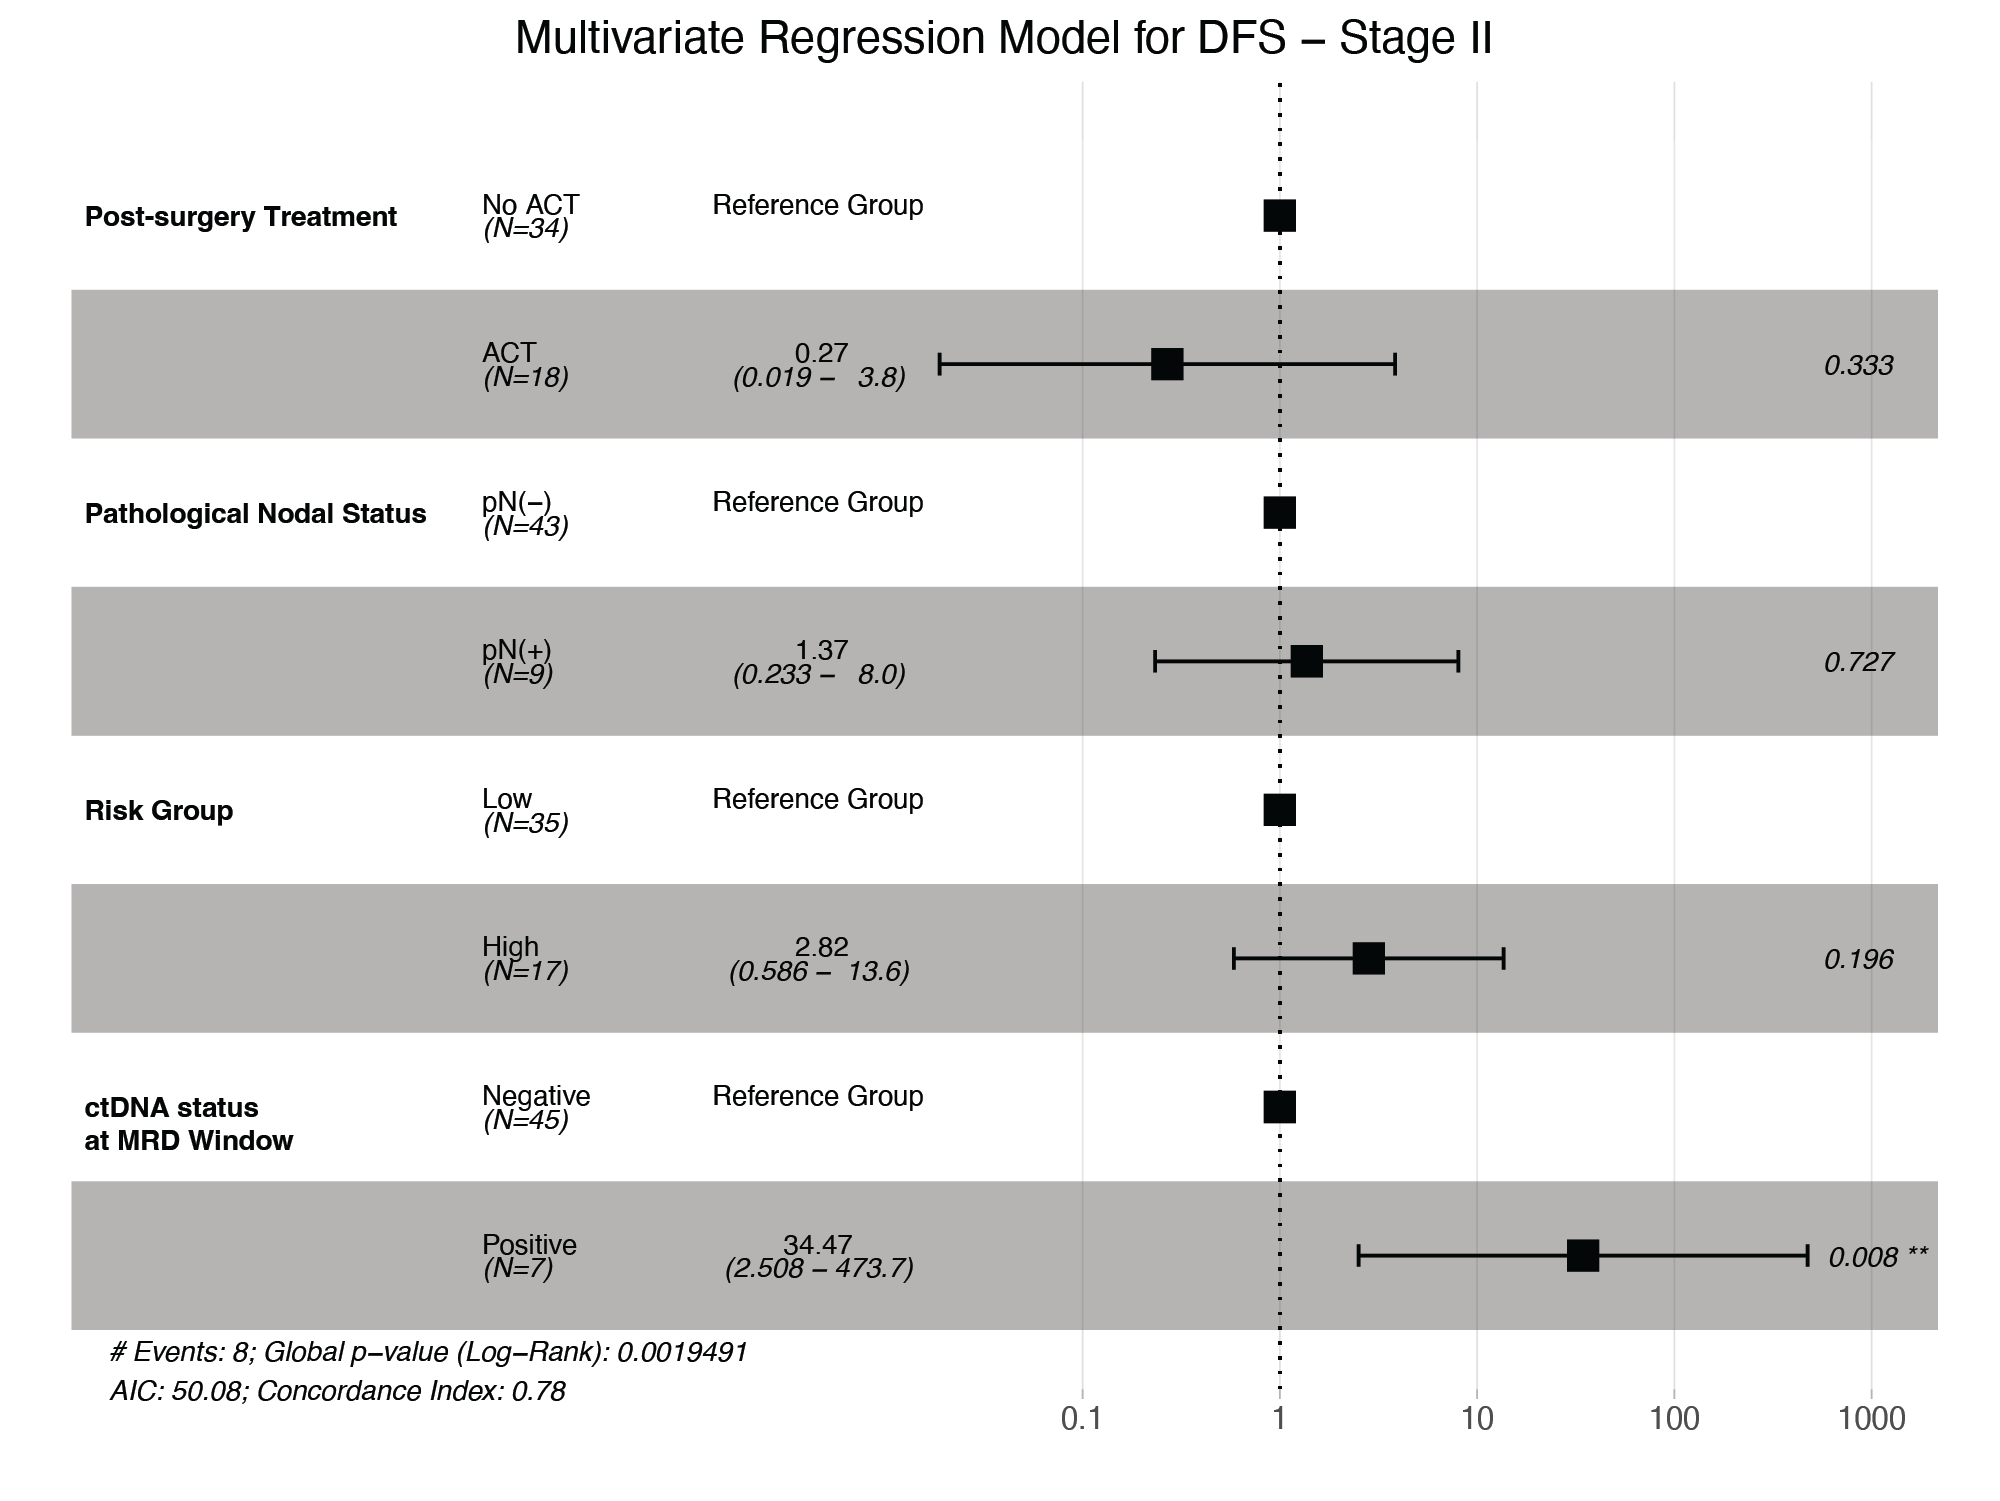 Multivariate Regression Model for DFS – Stage II
Post-surgery Treatment
No ACT
(N=34)
Reference Group
ACT
(N=18)
0.27
(0.019 – 3.8)
0.333
Pathological Nodal Status
pN(–)
(N=43)
Reference Group
pN(+)
(N=9)
1.37
(0.233 – 8.0)
0.727
Risk Group
Low
(N=35)
Reference Group
High
(N=17)
2.82
(0.586 – 13.6)
0.196
ctDNA status
at MRD Window
Negative
(N=45)
Reference Group
Positive
(N=7)
34.47
(2.508 – 473.7)
0.008 **
# Events: 8; Global p–value (Log–Rank): 0.0019491
AIC: 50.08; Concordance Index: 0.78
0.1 1 10 100 1000